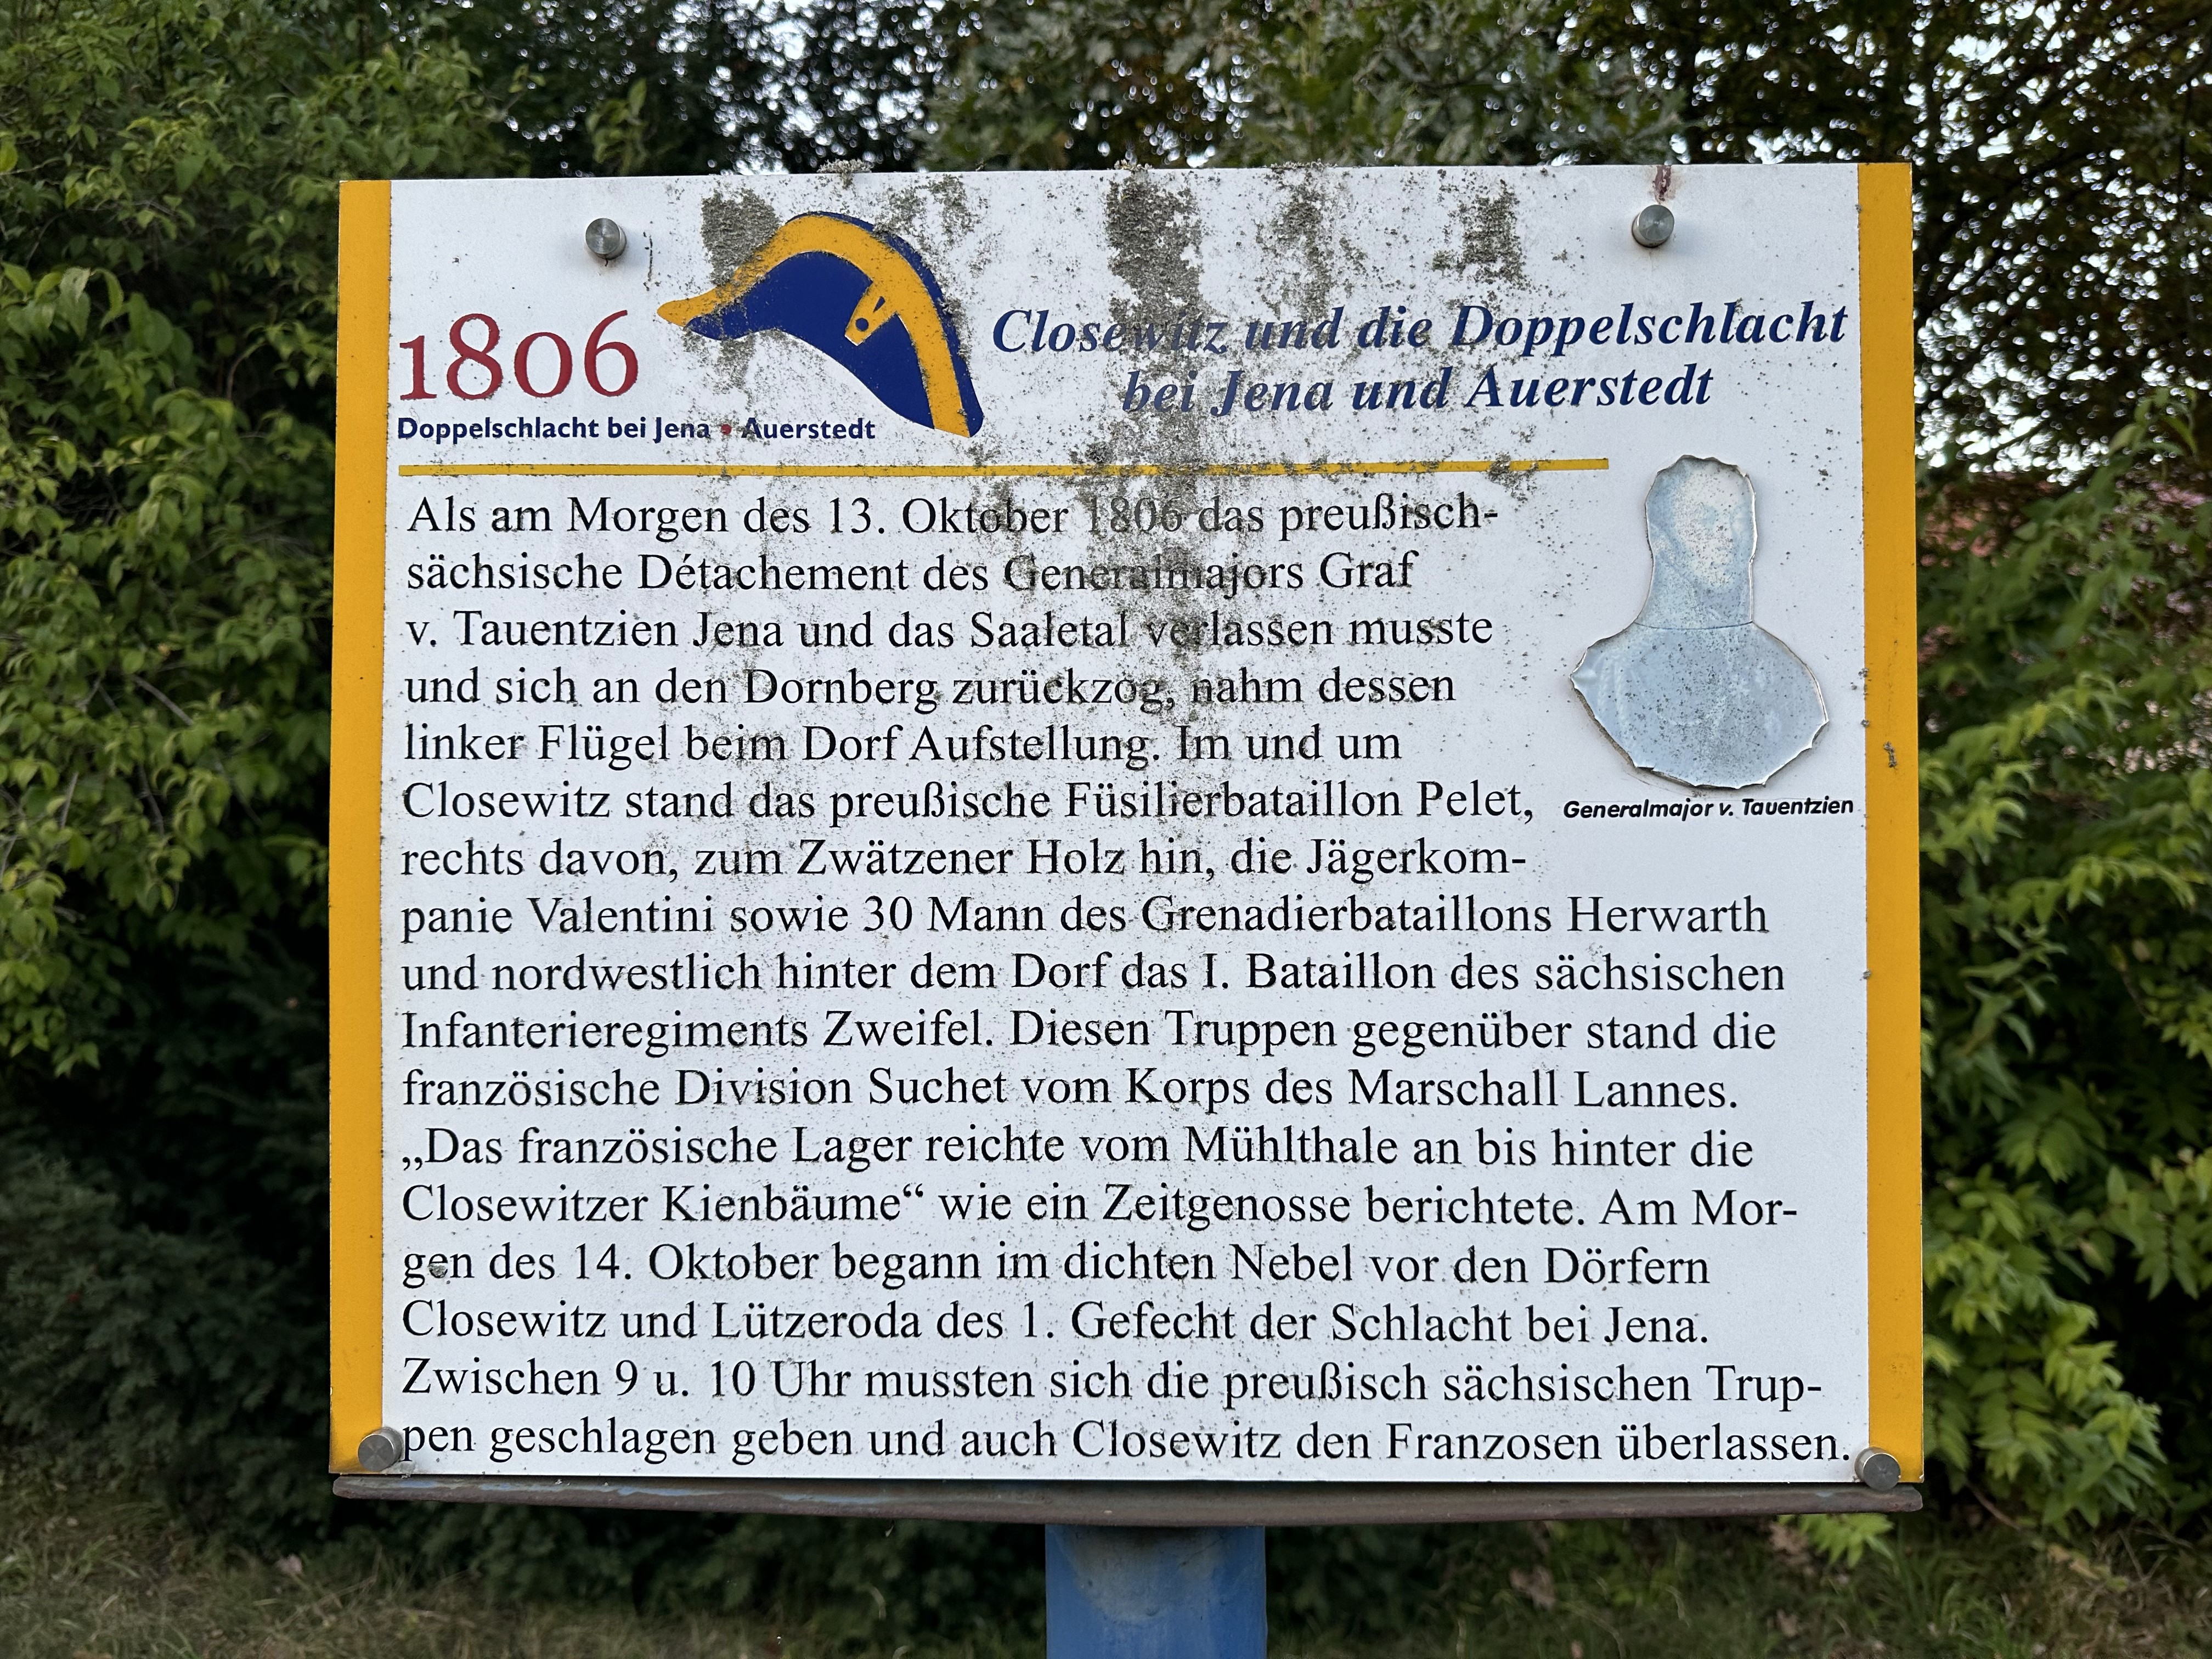 1806
Doppelschlacht bei Jena • Auerstedt
Closewitz und die Doppelschlacht
bei Jena und Auerstedt
Als am Morgen des 13. Oktober 1806 das preußisch-
sächsische Détachement des Generalmajors Graf
v. Tauentzien Jena und das Saaletal verlassen musste
und sich an den Dornberg zurückzog, nahm dessen
linker Flügel beim Dorf Aufstellung. Im und um
Closewitz stand das preußische Füsilierbataillon Pelet,
rechts davon, zum Zwätzener Holz hin, die Jägerkom-
panie Valentini sowie 30 Mann des Grenadierbataillons Herwarth
und nordwestlich hinter dem Dorf das I. Bataillon des sächsischen
Infanterieregiments Zweifel. Diesen Truppen gegenüber stand die
französische Division Suchet vom Korps des Marschall Lannes.
„Das französische Lager reichte vom Mühlthale an bis hinter die
Closewitzer Kienbäume“ wie ein Zeitgenosse berichtete. Am Mor-
gen des 14. Oktober begann im dichten Nebel vor den Dörfern
Closewitz und Lützeroda des 1. Gefecht der Schlacht bei Jena.
Zwischen 9 u. 10 Uhr mussten sich die preußisch sächsischen Trup-
pen geschlagen geben und auch Closewitz den Franzosen überlassen.
Generalmajor v. Tauentzien